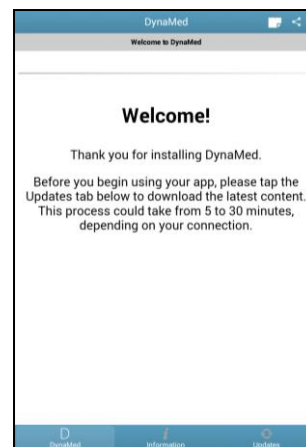 DynaMed
Welcome to DynaMed
Welcome!
Thank you for installing DynaMed.
Before you begin using your app, please tap the
Updates tab below to download the latest content.
This process could take from 5 to 30 minutes,
depending on your connection.
D
DynaMed
i
Information
Updates